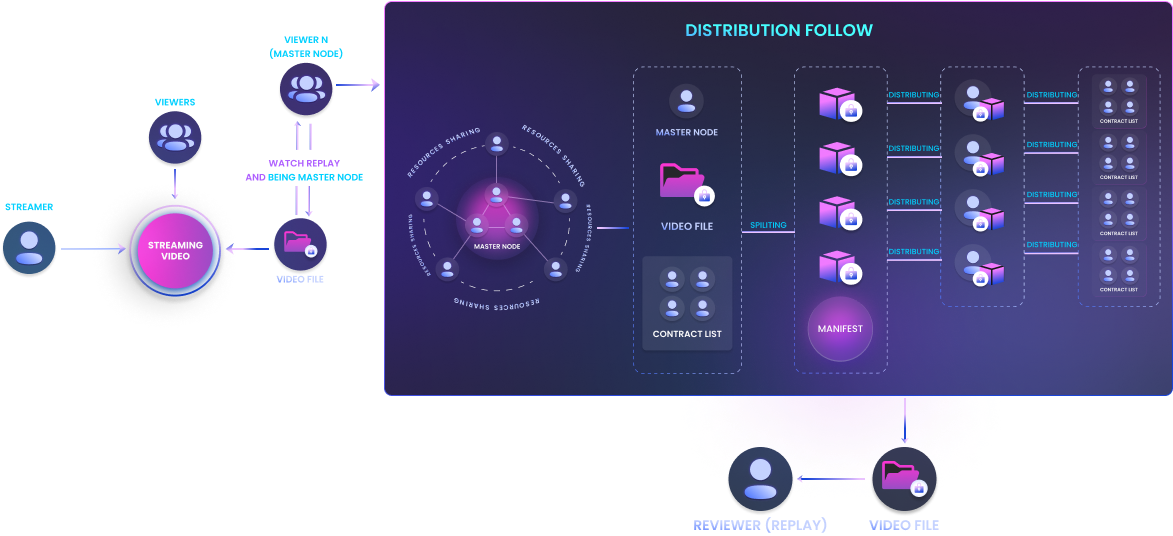 DISTRIBUTION FOLLOW
VIEWER N
(MASTER NODE)
VIEWERS
WATCH REPLAY
AND BEING MASTER NODE
STREAMER
STREAMING
VIDEO
VIDEO FILE
RESOURCES SHARING
RESOURCES SHARING
RESOURCES SHARING
RESOURCES SHARING
RESOURCES SHARING
MASTER NODE
MASTER NODE
VIDEO FILE
CONTRACT LIST
SPILITING
MANIFEST
DISTRIBUTING
DISTRIBUTING
DISTRIBUTING
DISTRIBUTING
DISTRIBUTING
DISTRIBUTING
DISTRIBUTING
DISTRIBUTING
CONTRACT LIST
CONTRACT LIST
CONTRACT LIST
CONTRACT LIST
REVIEWER (REPLAY)
VIDEO FILE